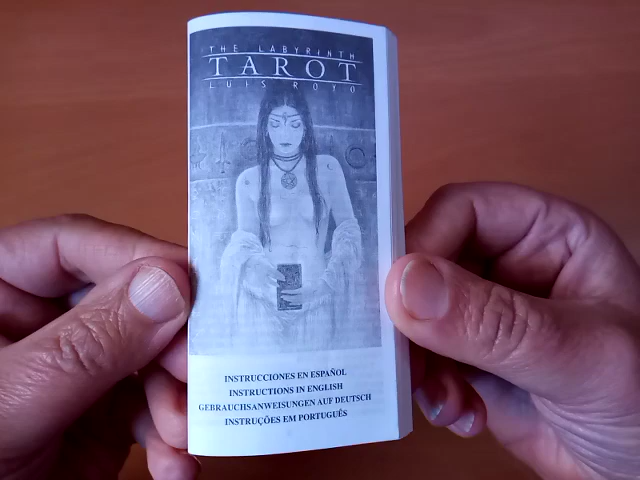 THE LABYRINTH
TAROT
LUIS ROYO
INSTRUCCIONES EN ESPAÑOL
INSTRUCTIONS IN ENGLISH
GEBRAUCHSANWEISUNGEN AUF DEUTSCH
INSTRUÇÕES EM PORTUGUÊS